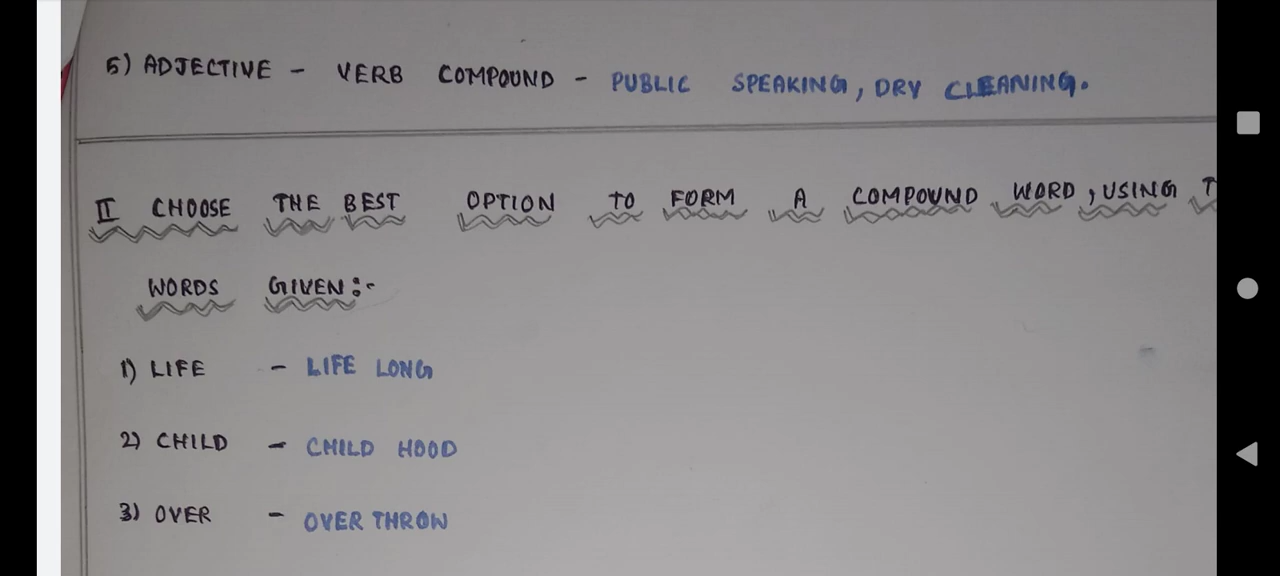 5) ADJECTIVE - VERB COMPOUND - PUBLIC SPEAKING, DRY CLEANING.
II CHOOSE THE BEST OPTION TO FORM A COMPOUND WORD, USING
WORDS GIVEN:-
1) LIFE - LIFE LONG
2) CHILD - CHILD HOOD
3) OVER - OVER THROW